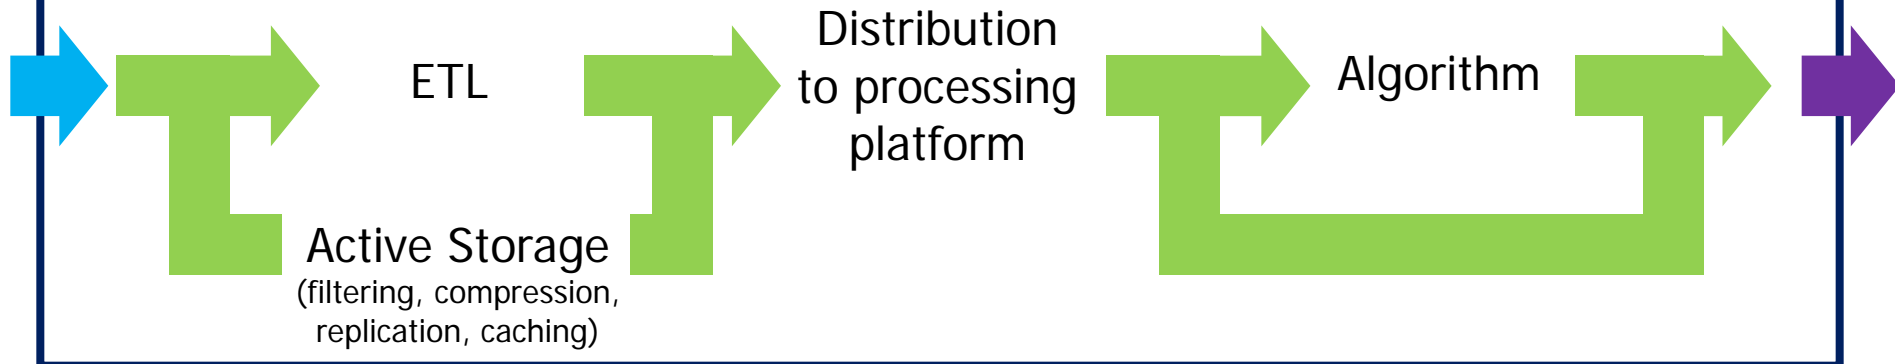 ETL
Active Storage
(filtering, compression,
replication, caching)
Distribution
to processing
platform
Algorithm